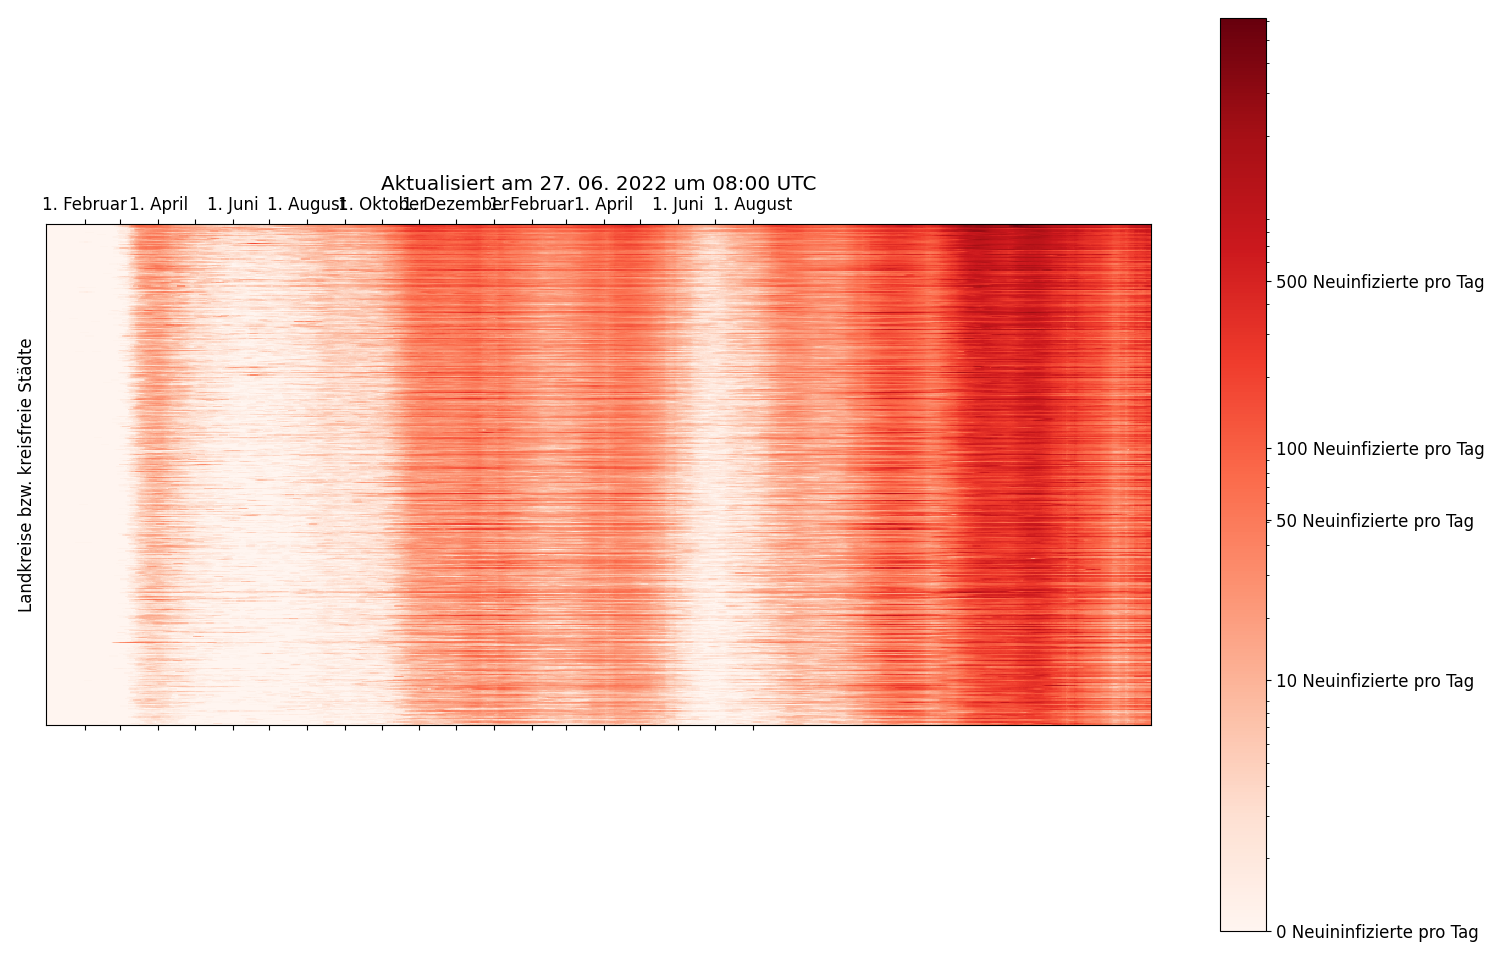 Aktualisiert am 27. 06. 2022 um 08:00 UTC
1. Februar 1. April 1. Juni 1. August 1. Oktober 1. Dezember 1. Februar 1. April 1. Juni 1. August
Landkreise bzw. kreisfreie Städte
500 Neuinfizierte pro Tag
100 Neuinfizierte pro Tag
50 Neuinfizierte pro Tag
10 Neuinfizierte pro Tag
0 Neuininfizierte pro Tag